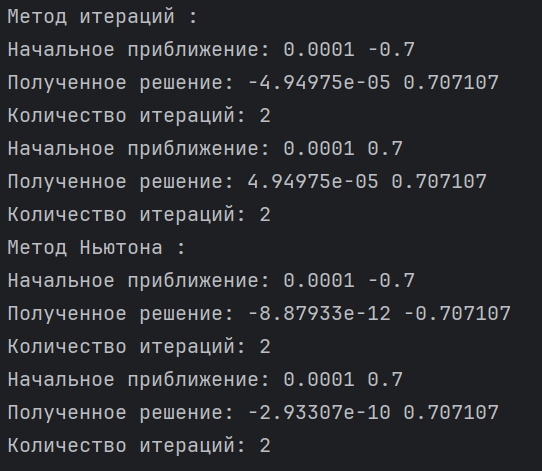 Метод итераций :
Начальное приближение: 0.0001 -0.7
Полученное решение: -4.94975e-05 0.707107
Количество итераций: 2
Начальное приближение: 0.0001 0.7
Полученное решение: 4.94975e-05 0.707107
Количество итераций: 2
Метод Ньютона :
Начальное приближение: 0.0001 -0.7
Полученное решение: -8.87933e-12 -0.707107
Количество итераций: 2
Начальное приближение: 0.0001 0.7
Полученное решение: -2.93307e-10 0.707107
Количество итераций: 2